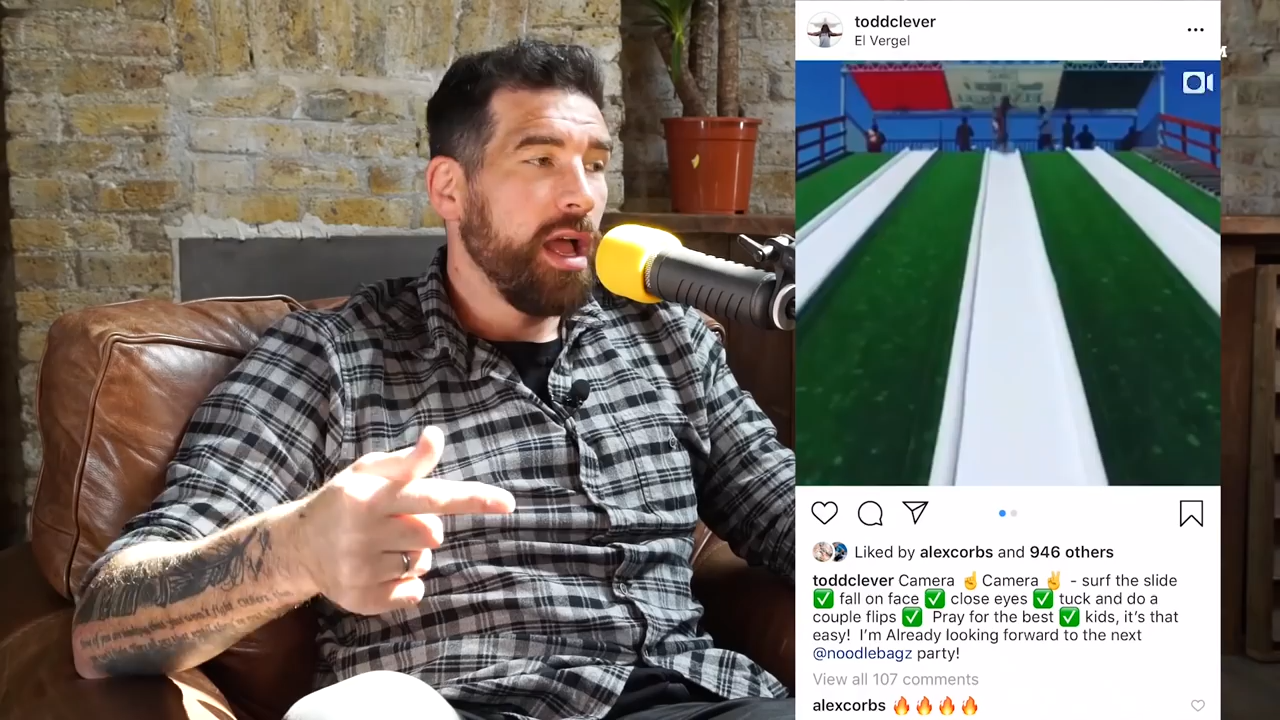 toddclever
El Vergel
Liked by alexcorbs and 946 others
toddclever Camera ☝️Camera ✌️ - surf the slide
✅ fall on face ✅ close eyes ✅ tuck and do a
couple flips ✅ Pray for the best ✅ kids, it's that
easy! I'm Already looking forward to the next
@noodlebagz party!
View all 107 comments
alexcorbs 🔥🔥🔥🔥